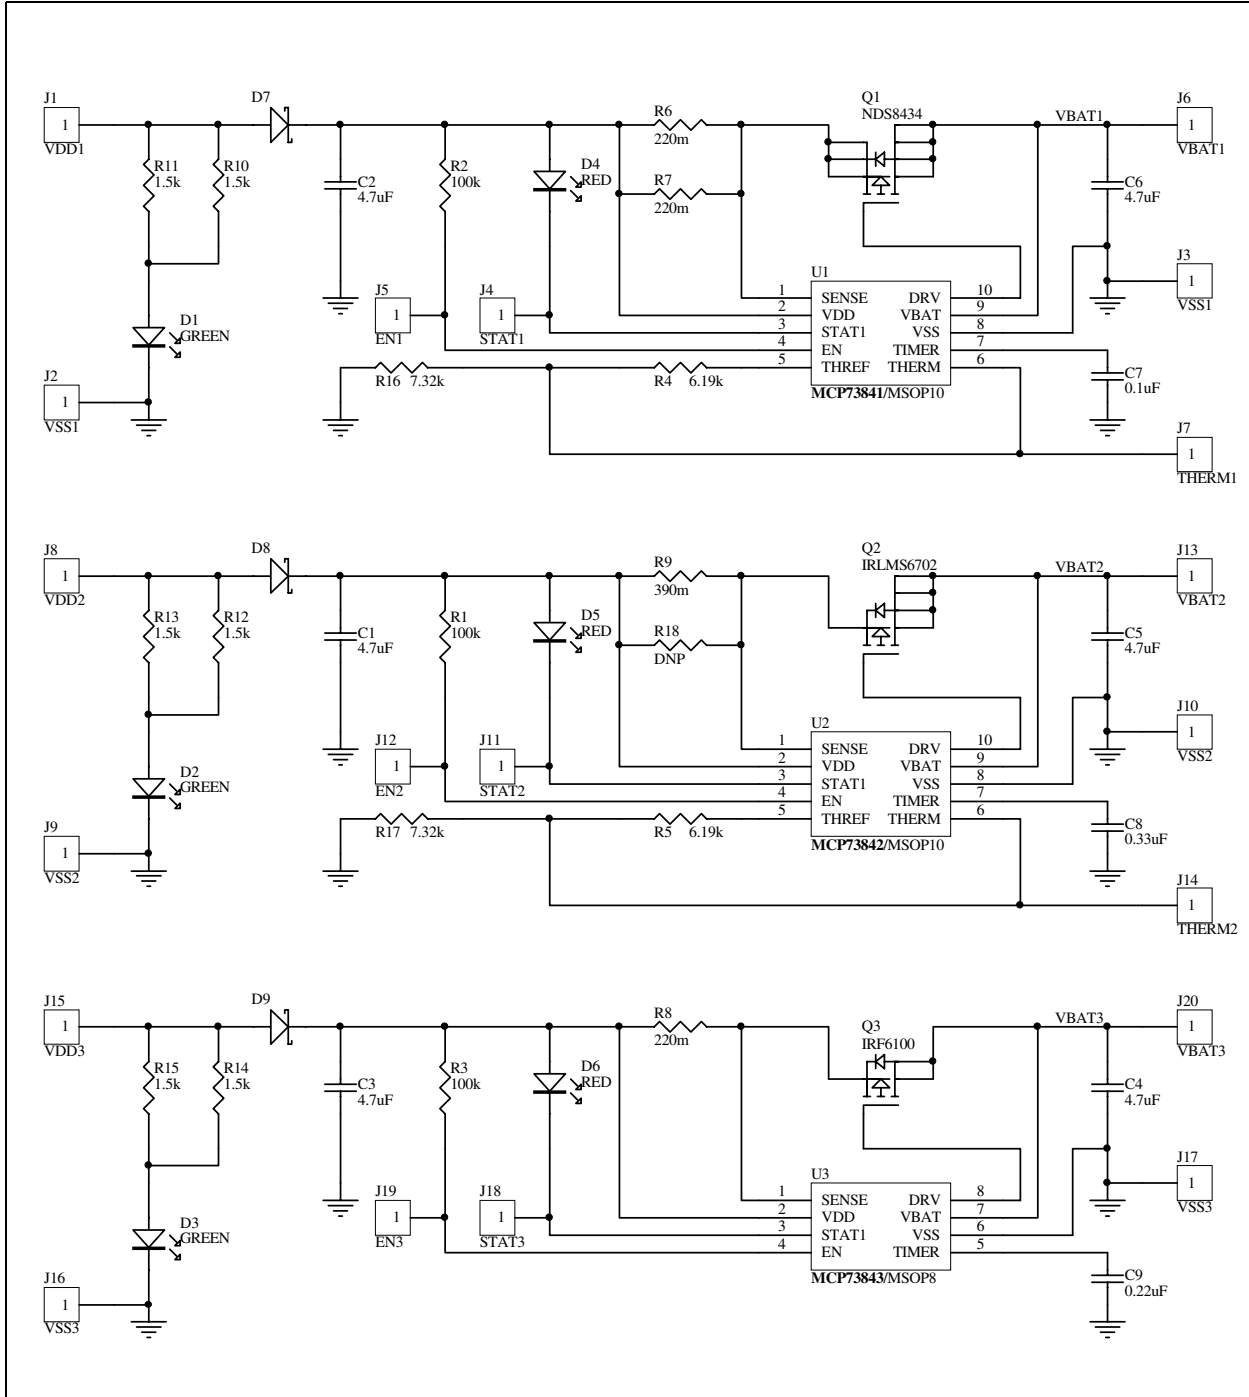 J1
1
VDD1
D7
R11
1.5k
R10
1.5k
D1
GREEN
J2
1
VSS1
C2
4.7uF
R2
100k
D4
RED
R6
220m
R7
220m
Q1
NDS8434
VBAT1
J6
1
VBAT1
C6
4.7uF
J3
1
VSS1
J5
1
EN1
J4
1
STAT1
R16 7.32k
R4 6.19k
U1
1 SENSE DRV 10
2 VDD VBAT 9
3 STAT1 VSS 8
4 EN TIMER 7
5 THREF THERM 6
MCP73841/MSOP10
C7
0.1uF
J7
1
THERM1
J8
1
VDD2
D8
R13
1.5k
R12
1.5k
D2
GREEN
J9
1
VSS2
C1
4.7uF
R1
100k
D5
RED
R9
390m
R18
DNP
Q2
IRLMS6702
VBAT2
J13
1
VBAT2
C5
4.7uF
J10
1
VSS2
J12
1
EN2
J11
1
STAT2
R17 7.32k
R5 6.19k
U2
1 SENSE DRV 10
2 VDD VBAT 9
3 STAT1 VSS 8
4 EN TIMER 7
5 THREF THERM 6
MCP73842/MSOP10
C8
0.33uF
J14
1
THERM2
J15
1
VDD3
D9
R15
1.5k
R14
1.5k
D3
GREEN
J16
1
VSS3
C3
4.7uF
R3
100k
D6
RED
R8
220m
Q3
IRF6100
VBAT3
J20
1
VBAT3
C4
4.7uF
J17
1
VSS3
J19
1
EN3
J18
1
STAT3
U3
1 SENSE DRV 8
2 VDD VBAT 7
3 STAT1 VSS 6
4 EN TIMER 5
MCP73843/MSOP8
C9
0.22uF